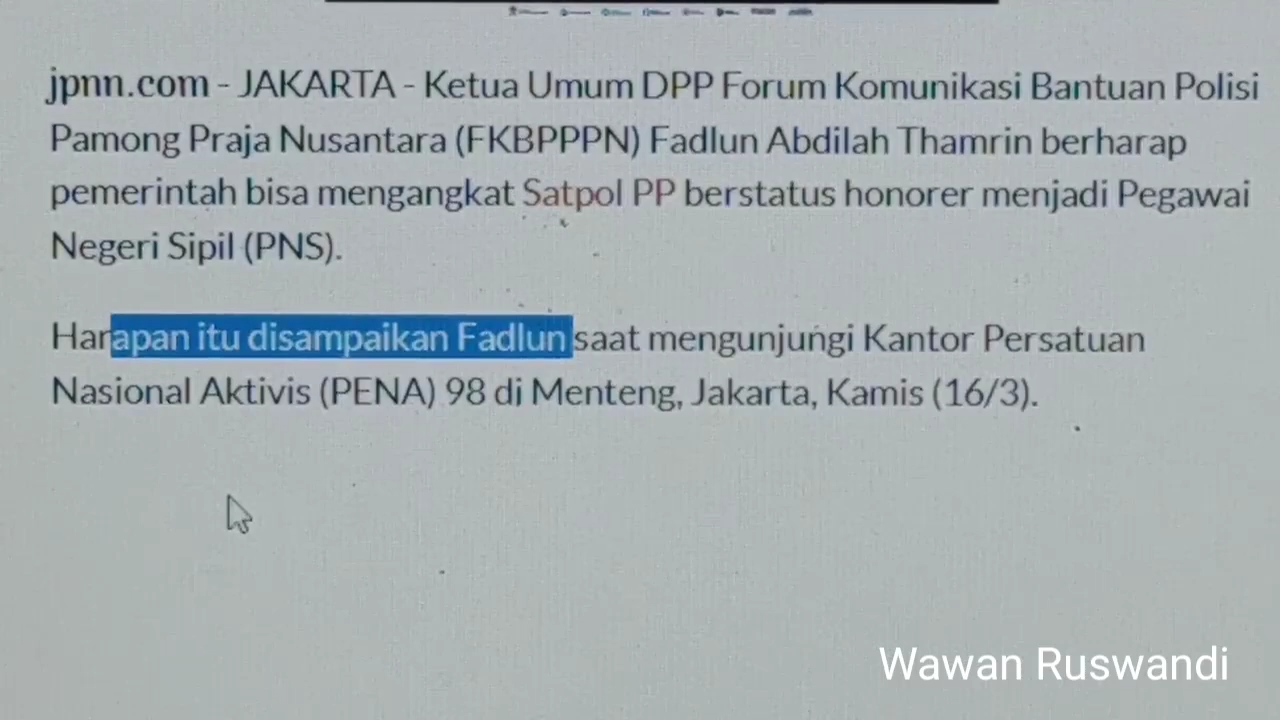 jpnn.com - JAKARTA - Ketua Umum DPP Forum Komunikasi Bantuan Polisi
Pamong Praja Nusantara (FKBPPPN) Fadlun Abdilah Thamrin berharap
pemerintah bisa mengangkat Satpol PP berstatus honorer menjadi Pegawai
Negeri Sipil (PNS).
Harapan itu disampaikan Fadlun saat mengunjungi Kantor Persatuan
Nasional Aktivis (PENA) 98 di Menteng, Jakarta, Kamis (16/3).
Wawan Ruswandi